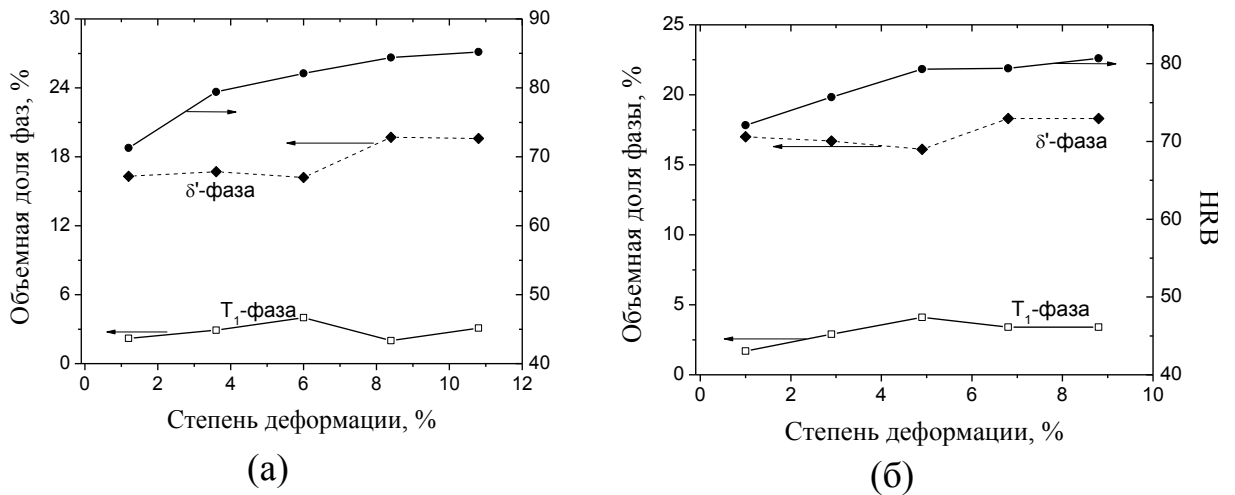 Объемная доля фаз, %
30
24
18
12
6
0
90
80
70
60
50
40
δ'-фаза
T₁-фаза
0 2 4 6 8 10 12
Степень деформации, %
(а)
Объемная доля фазы, %
25
20
15
10
5
0
80
70
60
50
40
HRB
δ'-фаза
T₁-фаза
0 2 4 6 8 10
Степень деформации, %
(б)